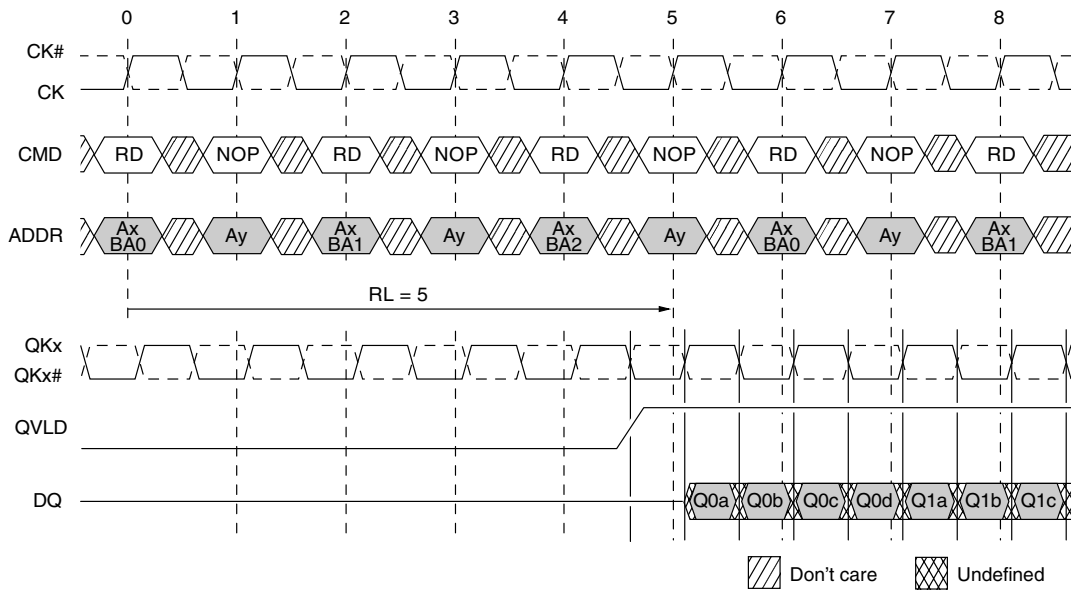 0 1 2 3 4 5 6 7 8
CK#
CK
CMD RD NOP RD NOP RD NOP RD NOP RD
ADDR Ax BA0 Ay Ax BA1 Ay Ax BA2 Ay Ax BA0 Ay Ax BA1
RL = 5
QKx
QKx#
QVLD
DQ Q0a Q0b Q0c Q0d Q1a Q1b Q1c
Don't care Undefined